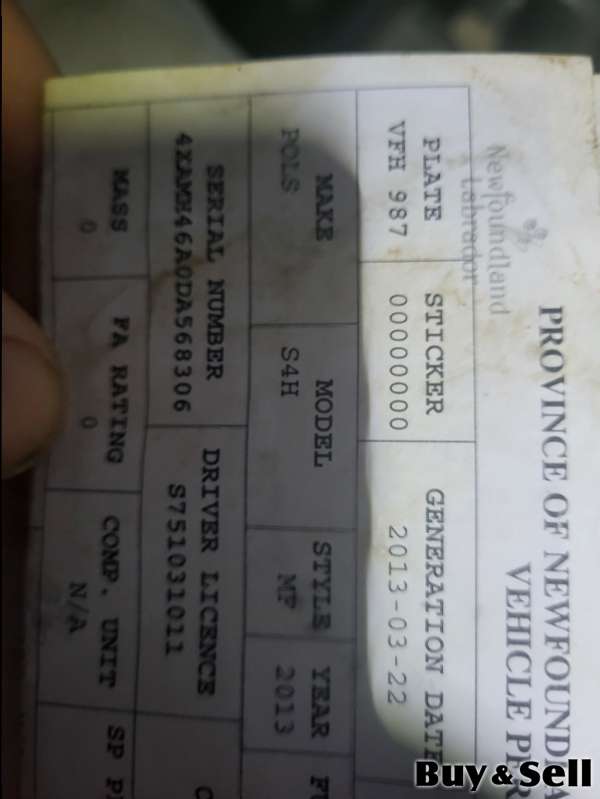 Newfoundland
Labrador
PROVINCE OF NEWFOUND
VEHICLE PE
PLATE STICKER GENERATION DATE
VFH 987 00000000 2013-03-22
MAKE MODEL STYLE YEAR
POLS S4H MP 2013
SERIAL NUMBER DRIVER LICENCE
4XAMH46A0DA568306 S751031011
MASS FA RATING COMP. UNIT SP
0 0 N/A
Buy & Sell